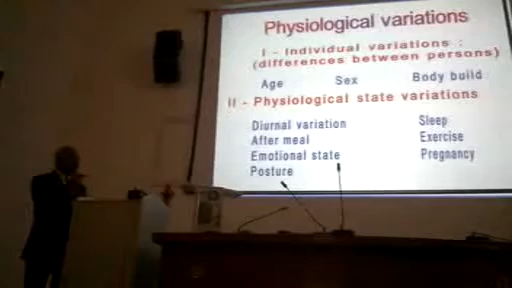 Physiological variations
I - Individual variations :
(differences between persons)
Age Sex Body build
II - Physiological state variations
Diurnal variation Sleep
After meal Exercise
Emotional state Pregnancy
Posture